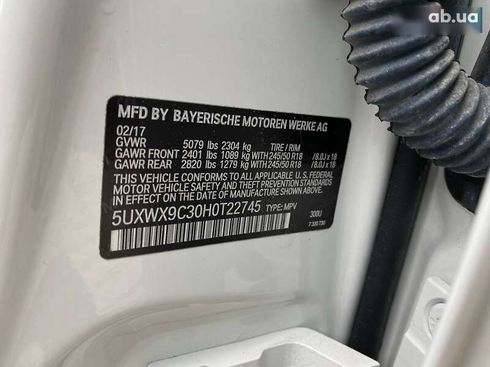 ab.ua
MFD BY BAYERISCHE MOTOREN WERKE AG
02/17
GVWR 5079 lbs 2304 kg TIRE / RIM
GAWR FRONT 2401 lbs 1089 kg WITH 245/50 R18 /8.0J x 18
GAWR REAR 2820 lbs 1279 kg WITH 245/50 R18 /8.0J x 18
THIS VEHICLE CONFORMS TO ALL APPLICABLE U.S. FEDERAL
MOTOR VEHICLE SAFETY, BUMPER, AND THEFT PREVENTION
STANDARDS IN EFFECT ON THE DATE OF MANUFACTURE
SHOWN ABOVE.
5UXWX9C30H0T22745 TYPE: MPV
300U